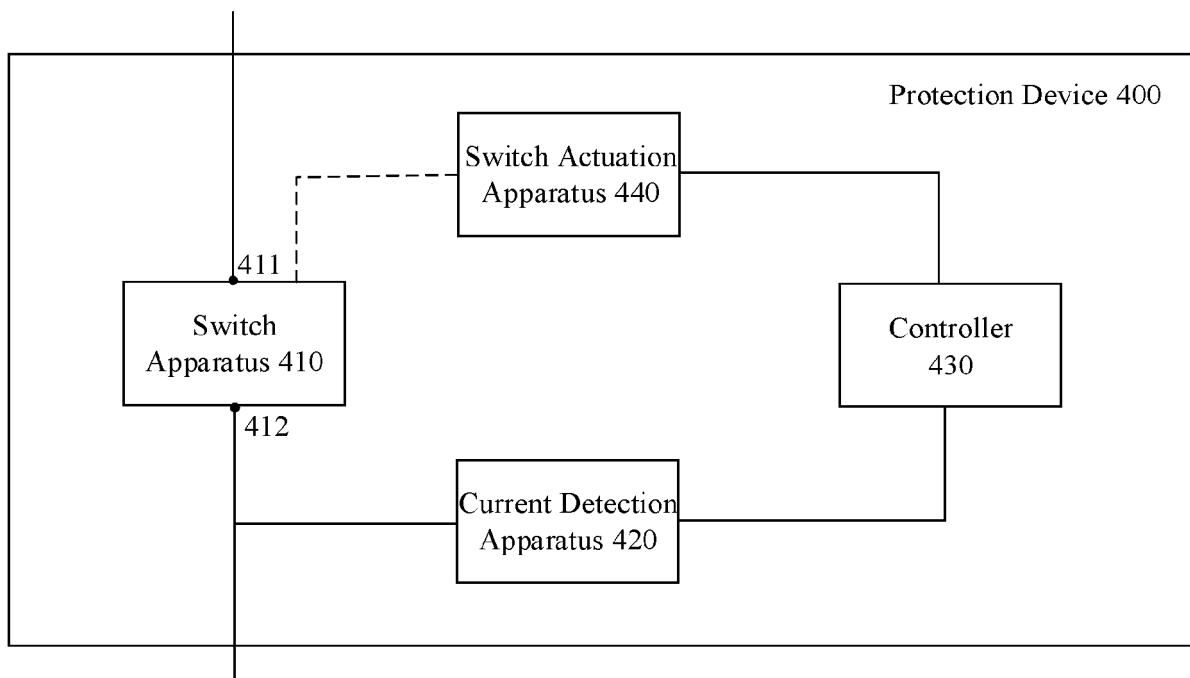 Protection Device 400
Switch Actuation
Apparatus 440
411
Switch
Apparatus 410
Controller
430
412
Current Detection
Apparatus 420